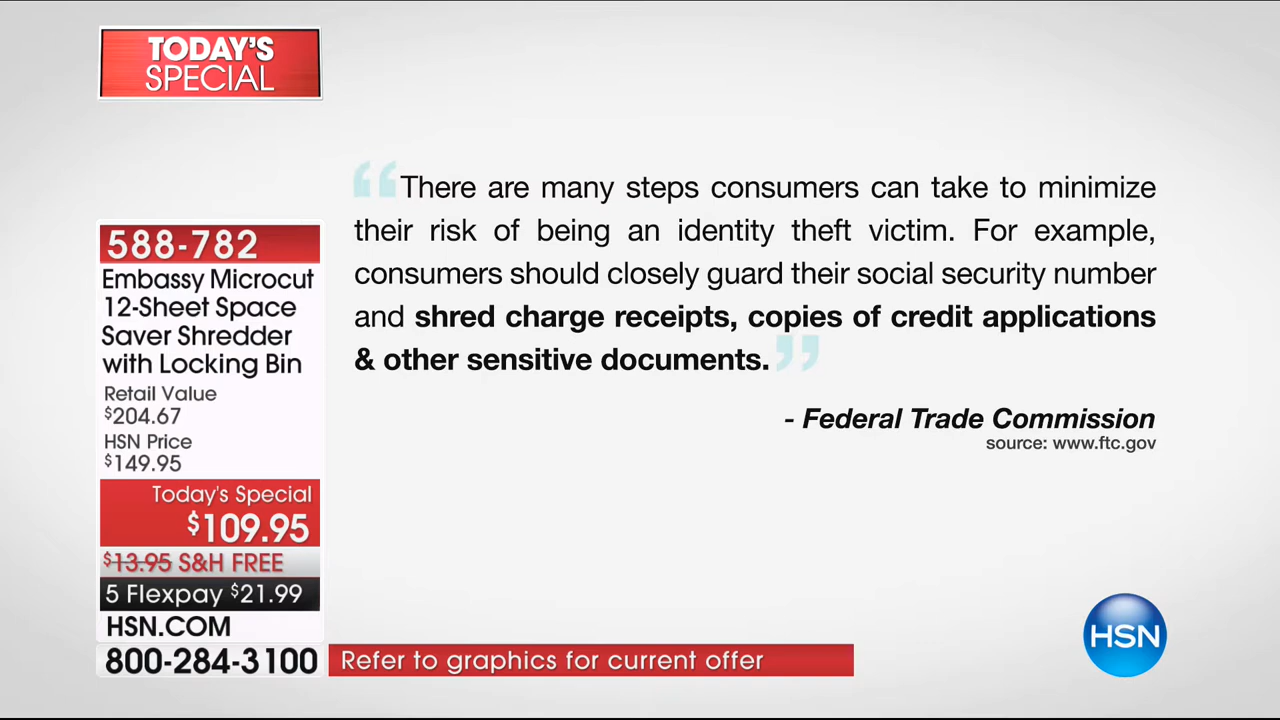 TODAY'S
SPECIAL
588-782
Embassy Microcut
12-Sheet Space
Saver Shredder
with Locking Bin
Retail Value
$204.67
HSN Price
$149.95
Today's Special
$109.95
$13.95 S&H FREE
5 Flexpay $21.99
HSN.COM
800-284-3100
“There are many steps consumers can take to minimize
their risk of being an identity theft victim. For example,
consumers should closely guard their social security number
and shred charge receipts, copies of credit applications
& other sensitive documents.”
- Federal Trade Commission
source: www.ftc.gov
Refer to graphics for current offer
HSN